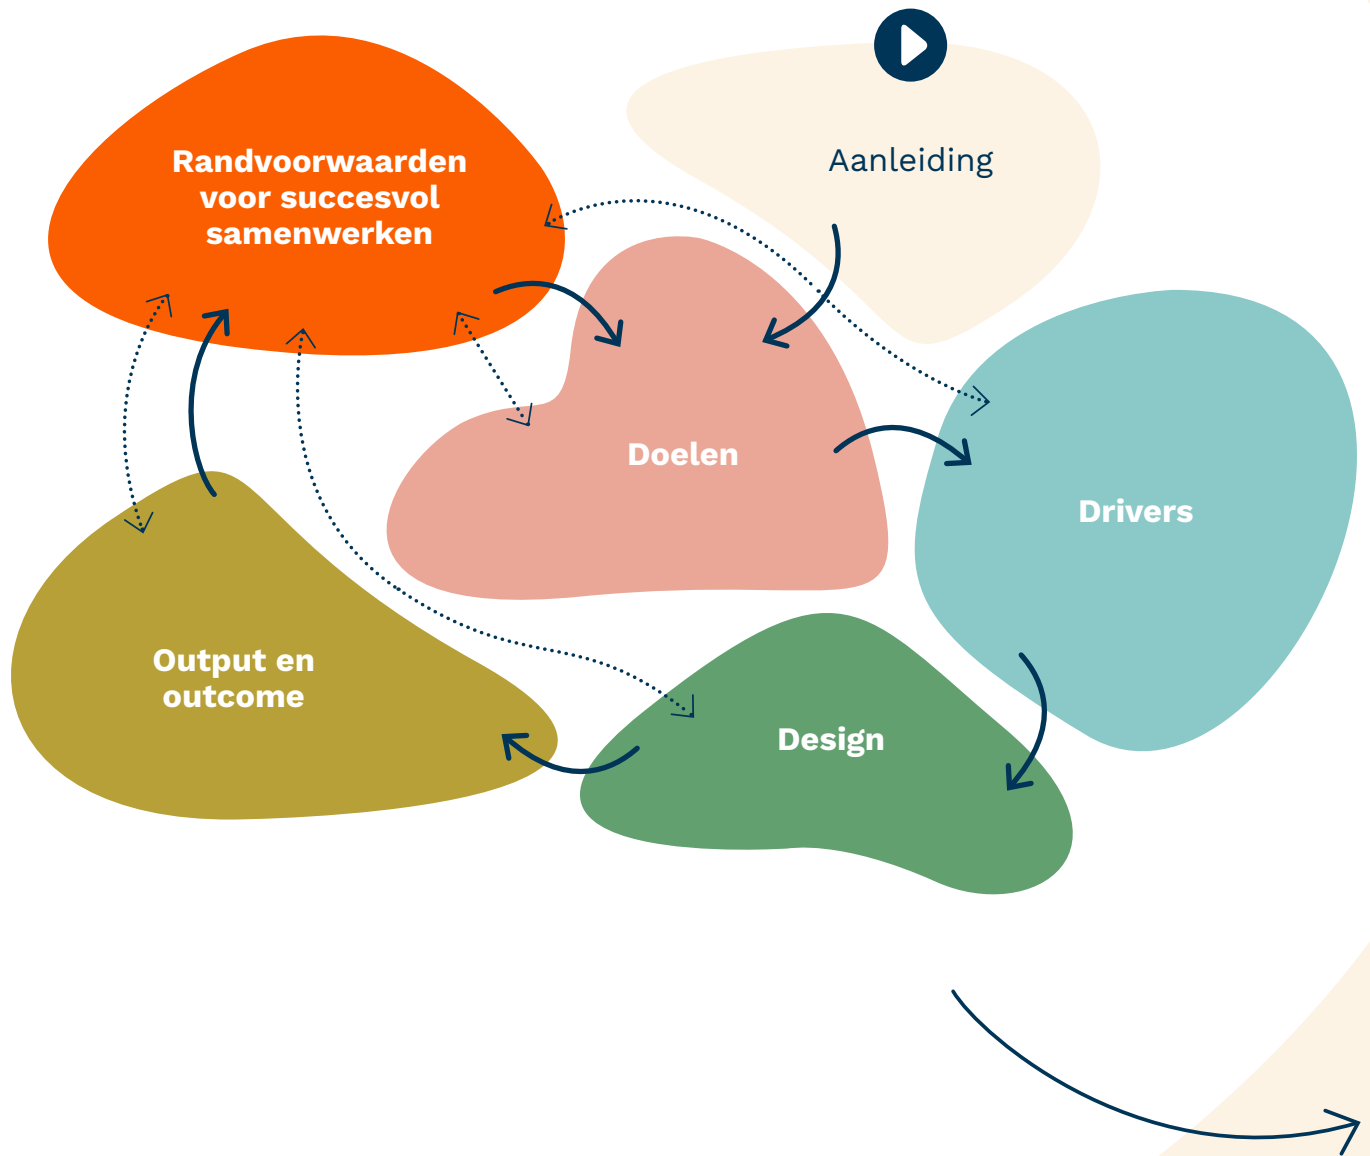 Randvoorwaarden
voor succesvol
samenwerken
Aanleiding
Doelen
Drivers
Output en
outcome
Design